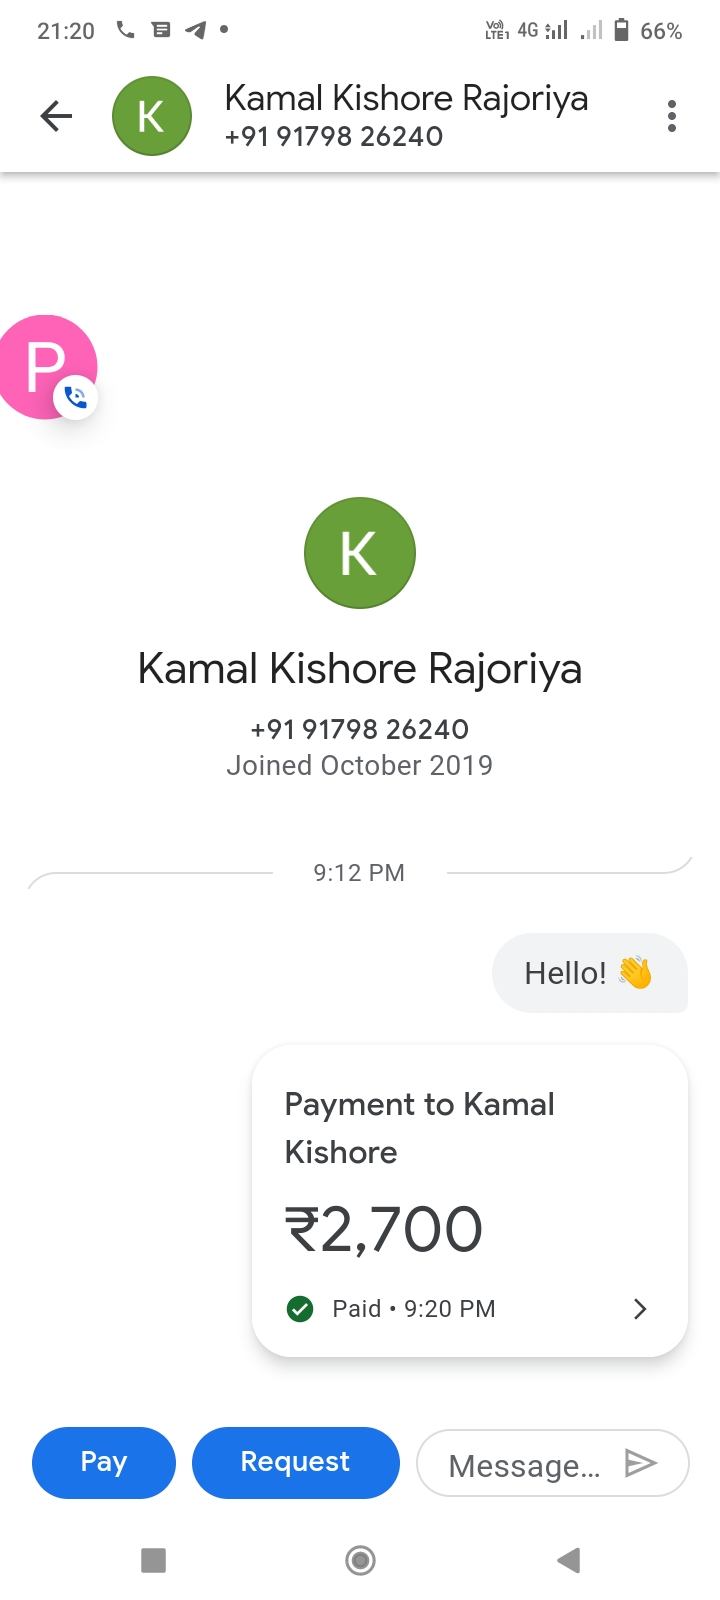 21:20
Vo) 4G 66%
LTE1
K
Kamal Kishore Rajoriya
+91 91798 26240
P
K
Kamal Kishore Rajoriya
+91 91798 26240
Joined October 2019
9:12 PM
Hello! 👋
Payment to Kamal
Kishore
₹2,700
Paid • 9:20 PM
Pay Request Message...